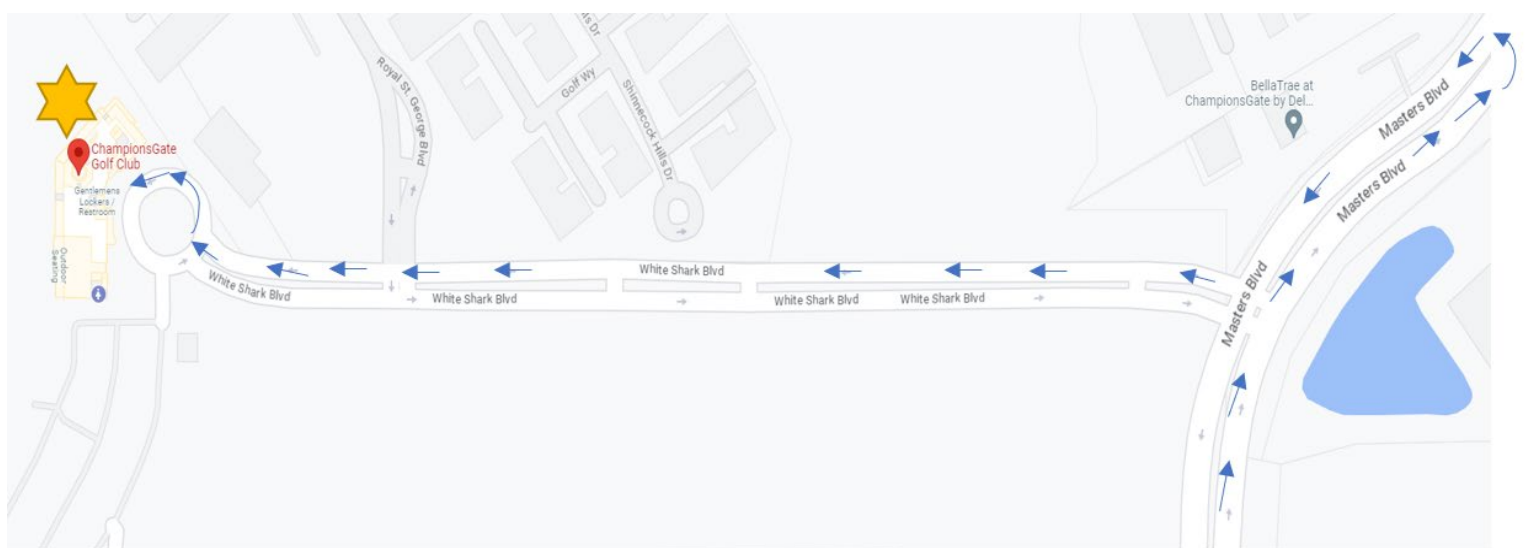 ls Dr
Golf Wy
Royal St. George Blvd
Shinnecock Hills Dr
BellaTrae at
ChampionsGate by Del...
Masters Blvd
Masters Blvd
ChampionsGate
Golf Club
Gentlemens
Lockers /
Restroom
Outdoor
Seating
White Shark Blvd
White Shark Blvd
White Shark Blvd
White Shark Blvd
White Shark Blvd
Masters Blvd